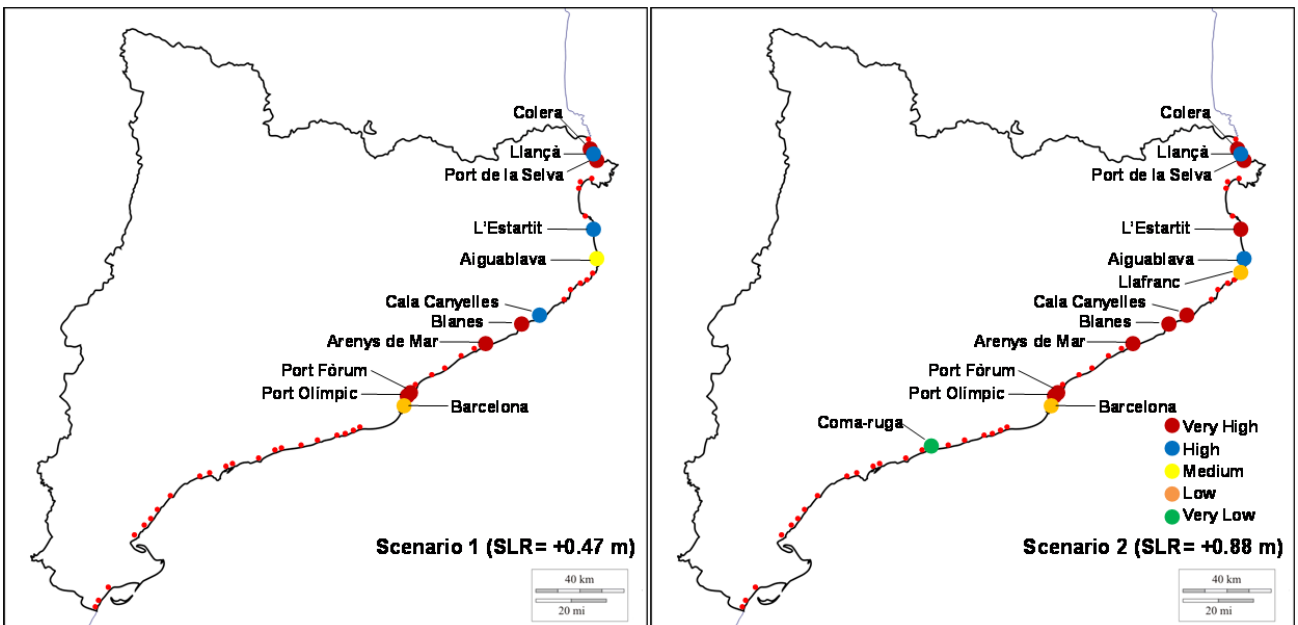 Colera
Llançà
Port de la Selva
L'Estartit
Aiguablava
Cala Canyelles
Blanes
Arenys de Mar
Port Fòrum
Port Olímpic
Barcelona
Scenario 1 (SLR= +0.47 m)
40 km
20 mi
Colera
Llançà
Port de la Selva
L'Estartit
Aiguablava
Llafranc
Cala Canyelles
Blanes
Arenys de Mar
Port Fòrum
Port Olímpic
Barcelona
Coma-ruga
Very High
High
Medium
Low
Very Low
Scenario 2 (SLR= +0.88 m)
40 km
20 mi